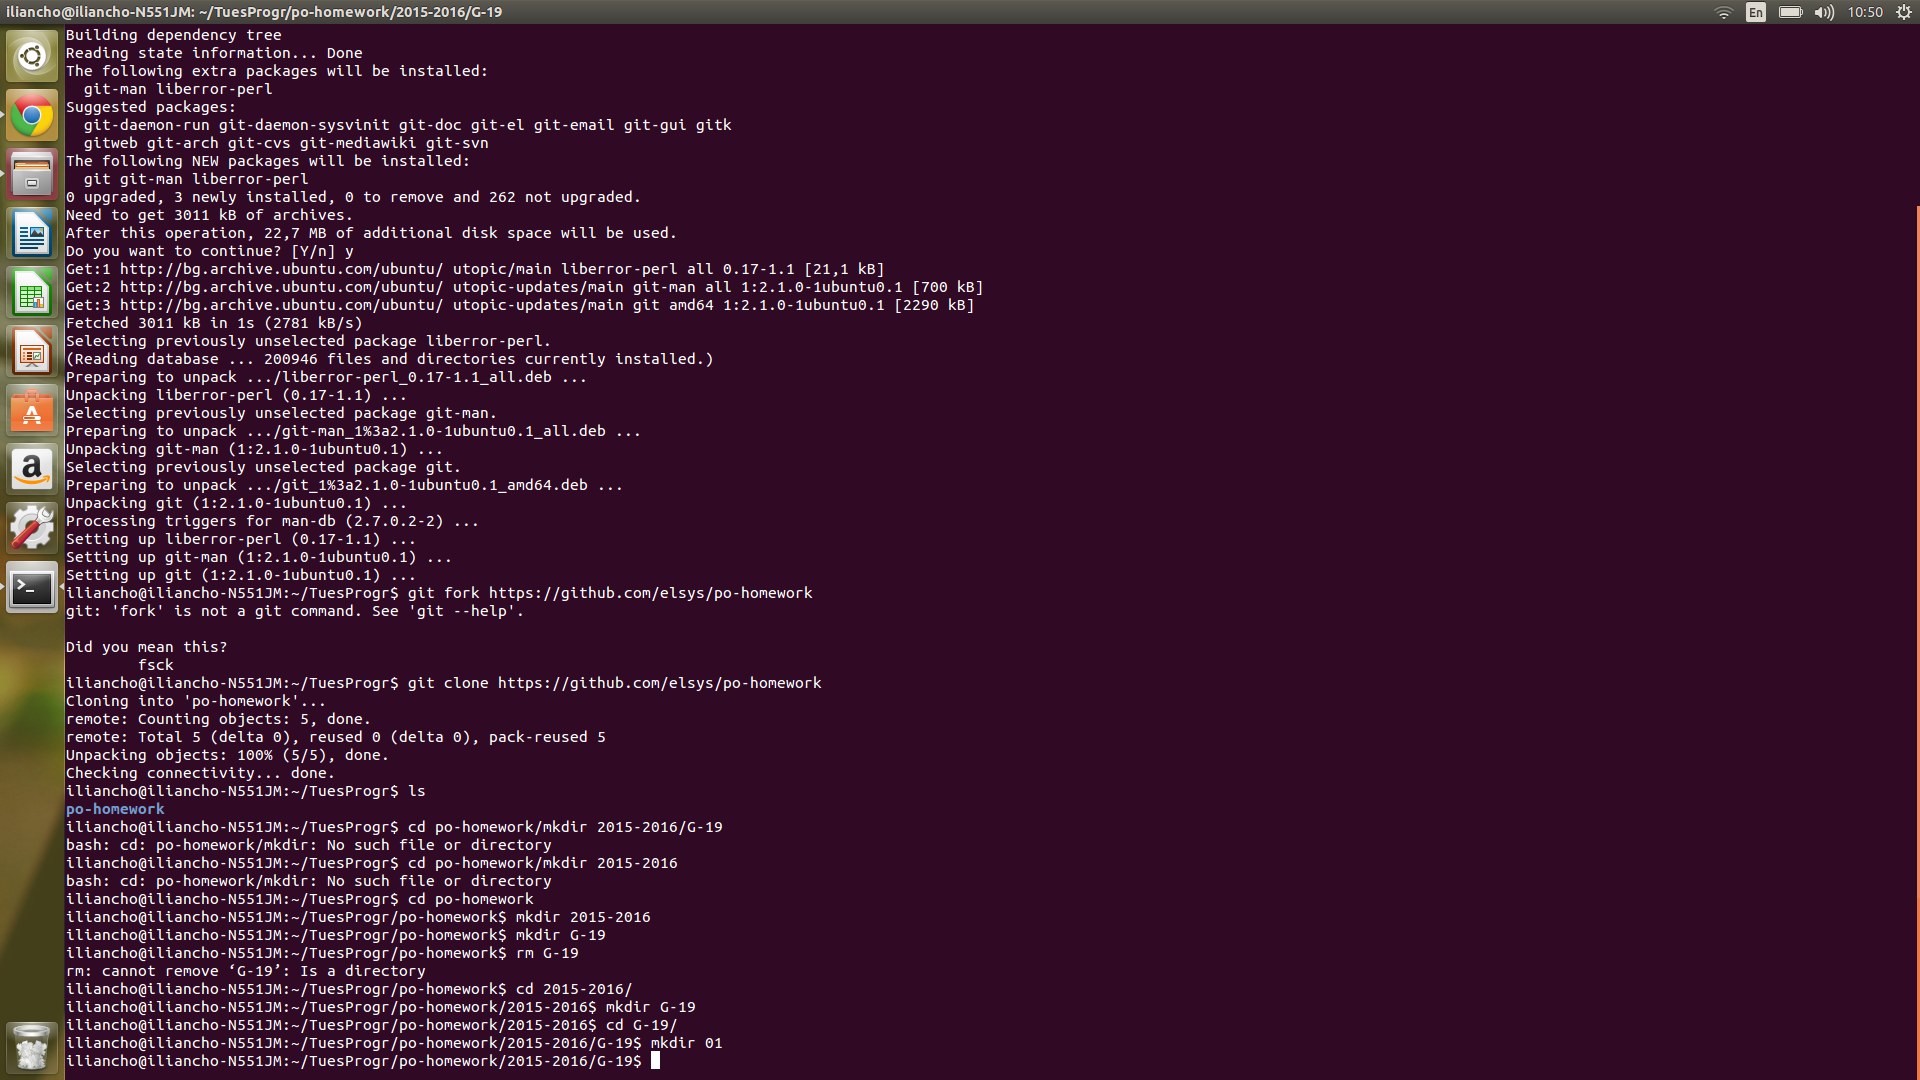 iliancho@iliancho-N551JM: ~/TuesProgr/po-homework/2015-2016/G-19
En
10:50
Building dependency tree
Reading state information... Done
The following extra packages will be installed:
  git-man liberror-perl
Suggested packages:
  git-daemon-run git-daemon-sysvinit git-doc git-el git-email git-gui gitk
  gitweb git-arch git-cvs git-mediawiki git-svn
The following NEW packages will be installed:
  git git-man liberror-perl
0 upgraded, 3 newly installed, 0 to remove and 262 not upgraded.
Need to get 3011 kB of archives.
After this operation, 22,7 MB of additional disk space will be used.
Do you want to continue? [Y/n] y
Get:1 http://bg.archive.ubuntu.com/ubuntu/ utopic/main liberror-perl all 0.17-1.1 [21,1 kB]
Get:2 http://bg.archive.ubuntu.com/ubuntu/ utopic-updates/main git-man all 1:2.1.0-1ubuntu0.1 [700 kB]
Get:3 http://bg.archive.ubuntu.com/ubuntu/ utopic-updates/main git amd64 1:2.1.0-1ubuntu0.1 [2290 kB]
Fetched 3011 kB in 1s (2781 kB/s)
Selecting previously unselected package liberror-perl.
(Reading database ... 200946 files and directories currently installed.)
Preparing to unpack .../liberror-perl_0.17-1.1_all.deb ...
Unpacking liberror-perl (0.17-1.1) ...
Selecting previously unselected package git-man.
Preparing to unpack .../git-man_1%3a2.1.0-1ubuntu0.1_all.deb ...
Unpacking git-man (1:2.1.0-1ubuntu0.1) ...
Selecting previously unselected package git.
Preparing to unpack .../git_1%3a2.1.0-1ubuntu0.1_amd64.deb ...
Unpacking git (1:2.1.0-1ubuntu0.1) ...
Processing triggers for man-db (2.7.0.2-2) ...
Setting up liberror-perl (0.17-1.1) ...
Setting up git-man (1:2.1.0-1ubuntu0.1) ...
Setting up git (1:2.1.0-1ubuntu0.1) ...
iliancho@iliancho-N551JM:~/TuesProgr$ git fork https://github.com/elsys/po-homework
git: 'fork' is not a git command. See 'git --help'.

Did you mean this?
        fsck
iliancho@iliancho-N551JM:~/TuesProgr$ git clone https://github.com/elsys/po-homework
Cloning into 'po-homework'...
remote: Counting objects: 5, done.
remote: Total 5 (delta 0), reused 0 (delta 0), pack-reused 5
Unpacking objects: 100% (5/5), done.
Checking connectivity... done.
iliancho@iliancho-N551JM:~/TuesProgr$ ls
po-homework
iliancho@iliancho-N551JM:~/TuesProgr$ cd po-homework/mkdir 2015-2016/G-19
bash: cd: po-homework/mkdir: No such file or directory
iliancho@iliancho-N551JM:~/TuesProgr$ cd po-homework/mkdir 2015-2016
bash: cd: po-homework/mkdir: No such file or directory
iliancho@iliancho-N551JM:~/TuesProgr$ cd po-homework
iliancho@iliancho-N551JM:~/TuesProgr/po-homework$ mkdir 2015-2016
iliancho@iliancho-N551JM:~/TuesProgr/po-homework$ mkdir G-19
iliancho@iliancho-N551JM:~/TuesProgr/po-homework$ rm G-19
rm: cannot remove ‘G-19’: Is a directory
iliancho@iliancho-N551JM:~/TuesProgr/po-homework$ cd 2015-2016/
iliancho@iliancho-N551JM:~/TuesProgr/po-homework/2015-2016$ mkdir G-19
iliancho@iliancho-N551JM:~/TuesProgr/po-homework/2015-2016$ cd G-19/
iliancho@iliancho-N551JM:~/TuesProgr/po-homework/2015-2016/G-19$ mkdir 01
iliancho@iliancho-N551JM:~/TuesProgr/po-homework/2015-2016/G-19$